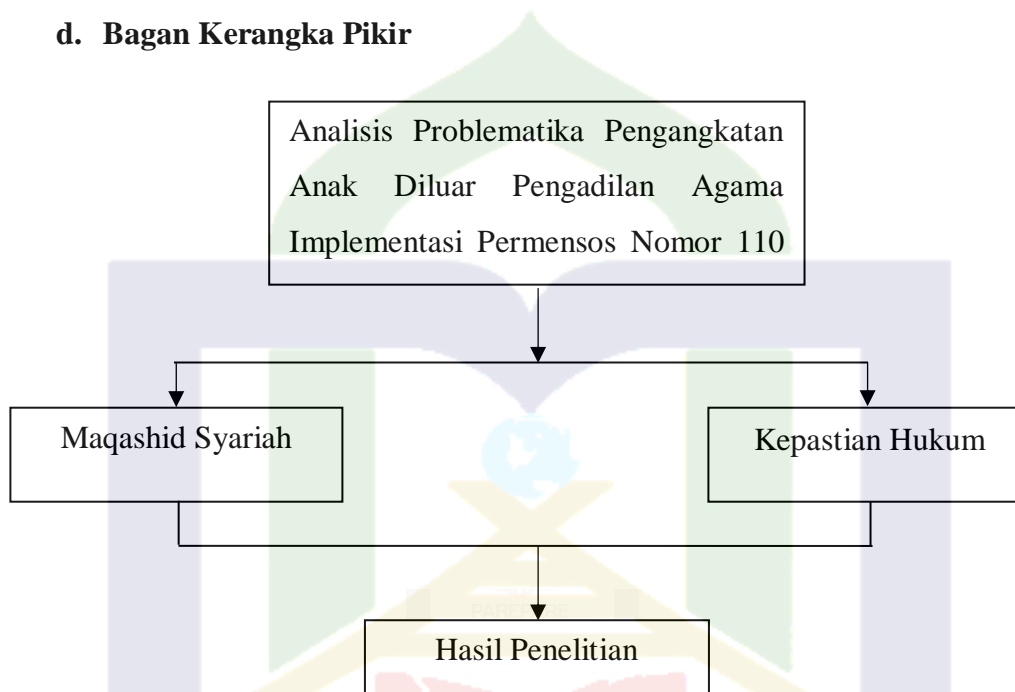 d. Bagan Kerangka Pikir
Analisis Problematika Pengangkatan
Anak Diluar Pengadilan Agama
Implementasi Permensos Nomor 110
Maqashid Syariah
Kepastian Hukum
PAREPARE
Hasil Penelitian